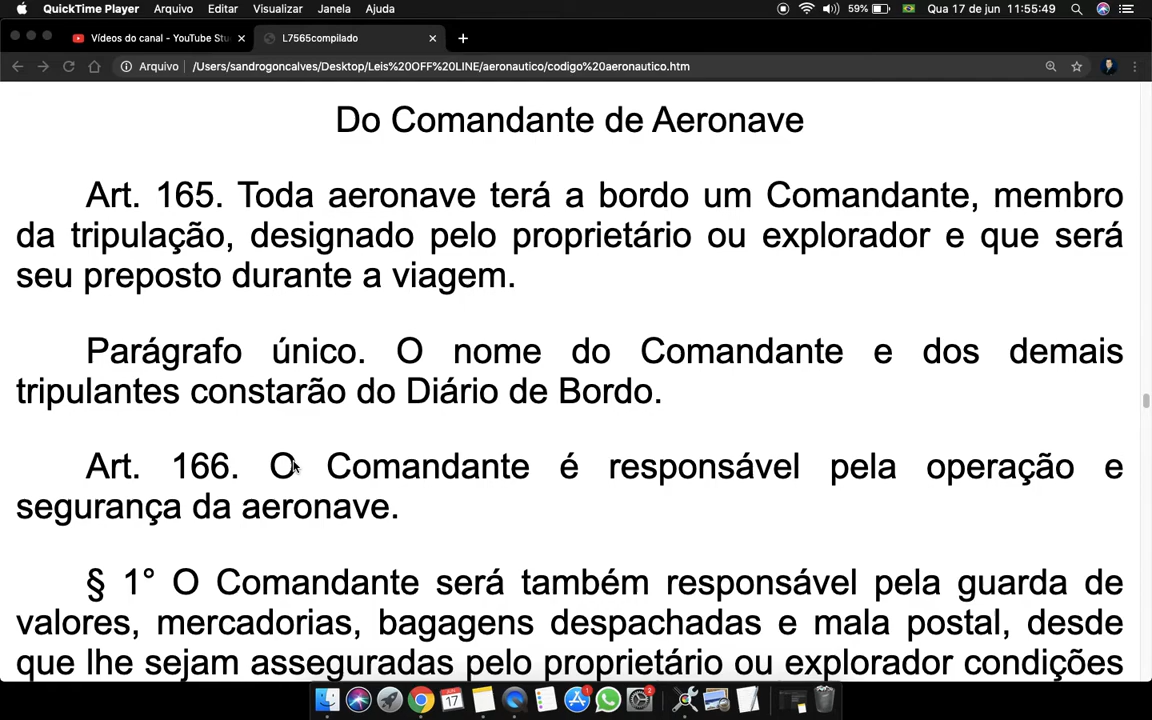 QuickTime Player Arquivo Editar Visualizar Janela Ajuda 59% Qua 17 de jun 11:55:49
Vídeos do canal - YouTube Stu L7565compilado
Arquivo /Users/sandrogoncalves/Desktop/Leis%20OFF%20LINE/aeronautico/codigo%20aeronautico.htm
Do Comandante de Aeronave
Art. 165. Toda aeronave terá a bordo um Comandante, membro
da tripulação, designado pelo proprietário ou explorador e que será
seu preposto durante a viagem.
Parágrafo único. O nome do Comandante e dos demais
tripulantes constarão do Diário de Bordo.
Art. 166. O Comandante é responsável pela operação e
segurança da aeronave.
§ 1° O Comandante será também responsável pela guarda de
valores, mercadorias, bagagens despachadas e mala postal, desde
que lhe sejam asseguradas pelo proprietário ou explorador condições
JUN
17
1
2